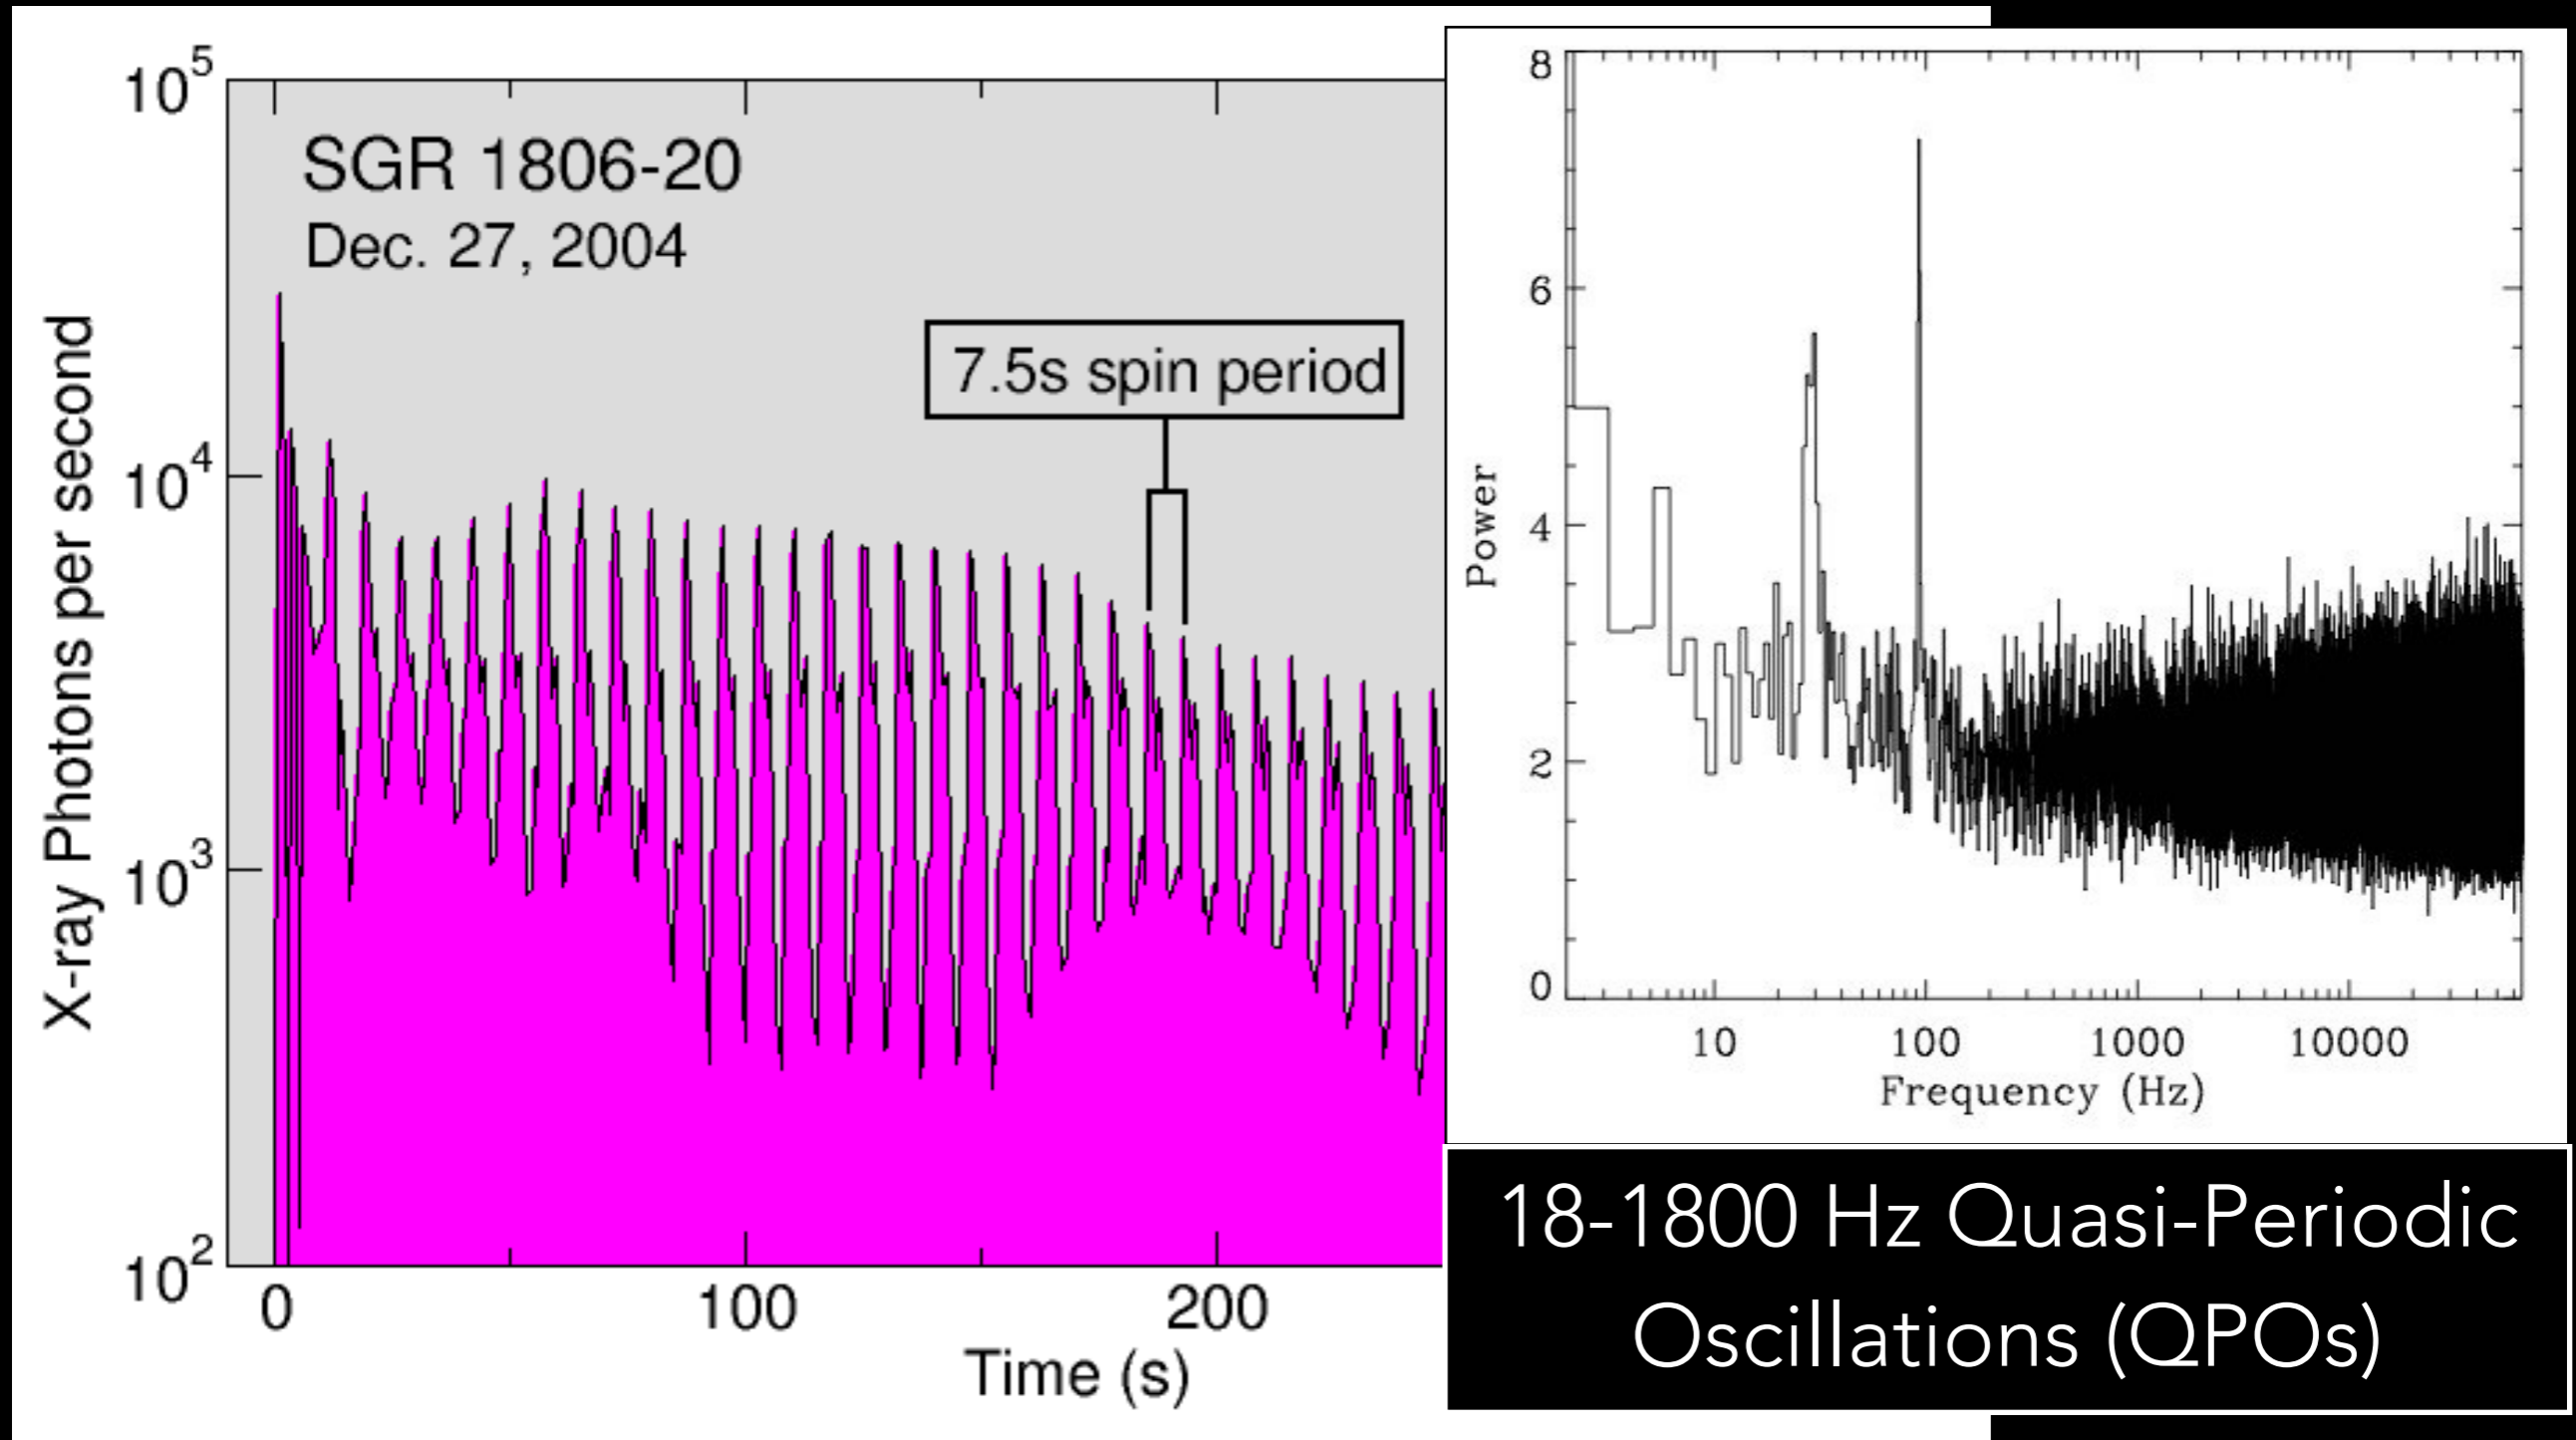 SGR 1806-20
Dec. 27, 2004
7.5s spin period
X-ray Photons per second
10^5
10^4
10^3
10^2
0 100 200
Time (s)
8
6
4
2
0
Power
10 100 1000 10000
Frequency (Hz)
18-1800 Hz Quasi-Periodic
Oscillations (QPOs)